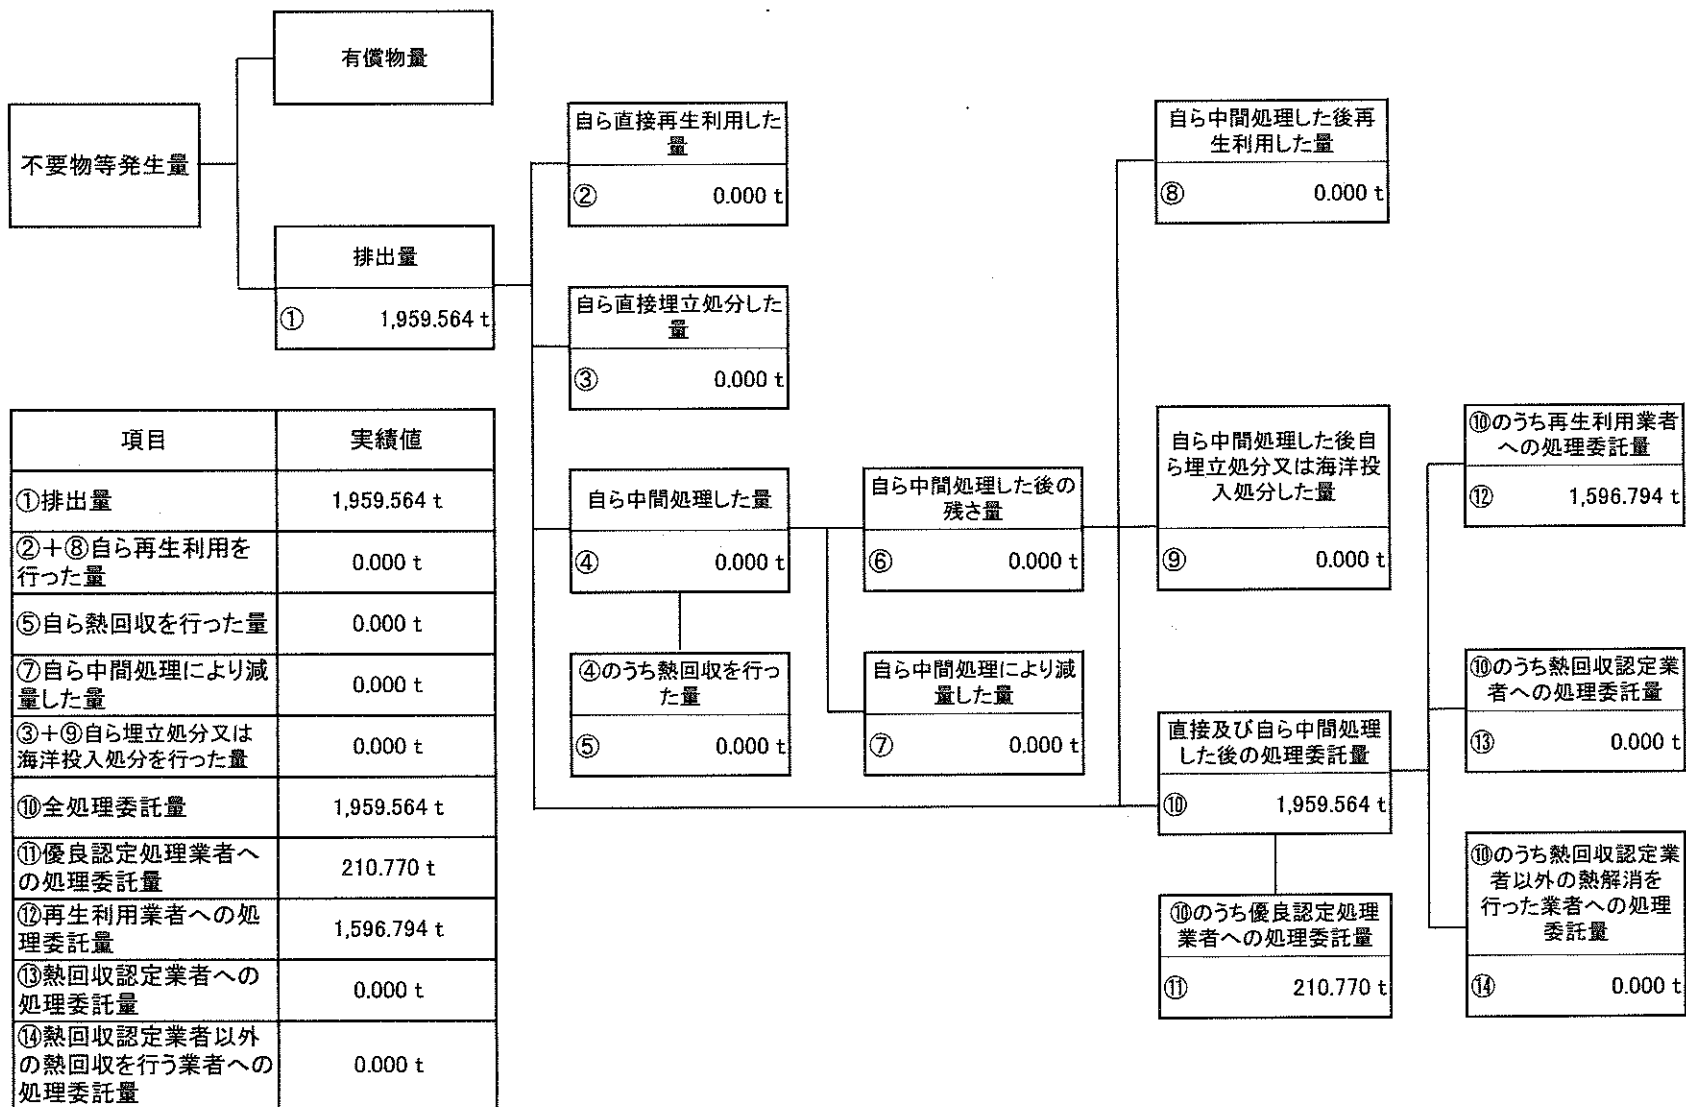 不要物等発生量
有償物量
排出量
① 1,959.564 t
自ら直接再生利用した
量
② 0.000 t
自ら直接埋立処分した
量
③ 0.000 t
自ら中間処理した量
④ 0.000 t
④のうち熱回収を行っ
た量
⑤ 0.000 t
自ら中間処理した後の
残さ量
⑥ 0.000 t
自ら中間処理により減
量した量
⑦ 0.000 t
自ら中間処理した後再
生利用した量
⑧ 0.000 t
自ら中間処理した後自
ら埋立処分又は海洋投
入処分した量
⑨ 0.000 t
直接及び自ら中間処理
した後の処理委託量
⑩ 1,959.564 t
⑩のうち優良認定処理
業者への処理委託量
⑪ 210.770 t
⑩のうち再生利用業者
への処理委託量
⑫ 1,596.794 t
⑩のうち熱回収認定業
者への処理委託量
⑬ 0.000 t
⑩のうち熱回収認定業
者以外の熱解消を
行った業者への処理
委託量
⑭ 0.000 t
項目 実績値
①排出量 1,959.564 t
②＋⑧自ら再生利用を
行った量 0.000 t
⑤自ら熱回収を行った量 0.000 t
⑦自ら中間処理により減
量した量 0.000 t
③＋⑨自ら埋立処分又は
海洋投入処分を行った量 0.000 t
⑩全処理委託量 1,959.564 t
⑪優良認定処理業者へ
の処理委託量 210.770 t
⑫再生利用業者への処
理委託量 1,596.794 t
⑬熱回収認定業者への
処理委託量 0.000 t
⑭熱回収認定業者以外
の熱回収を行う業者への
処理委託量 0.000 t